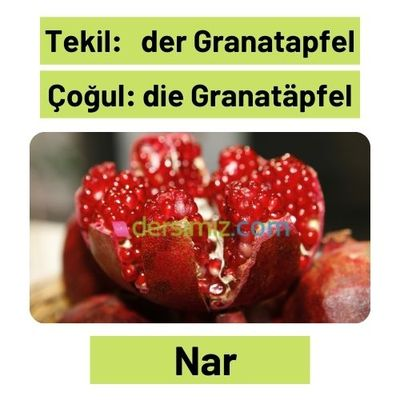 Tekil: der Granatapfel
Çoğul: die Granatäpfel
dersimiz.com
Nar